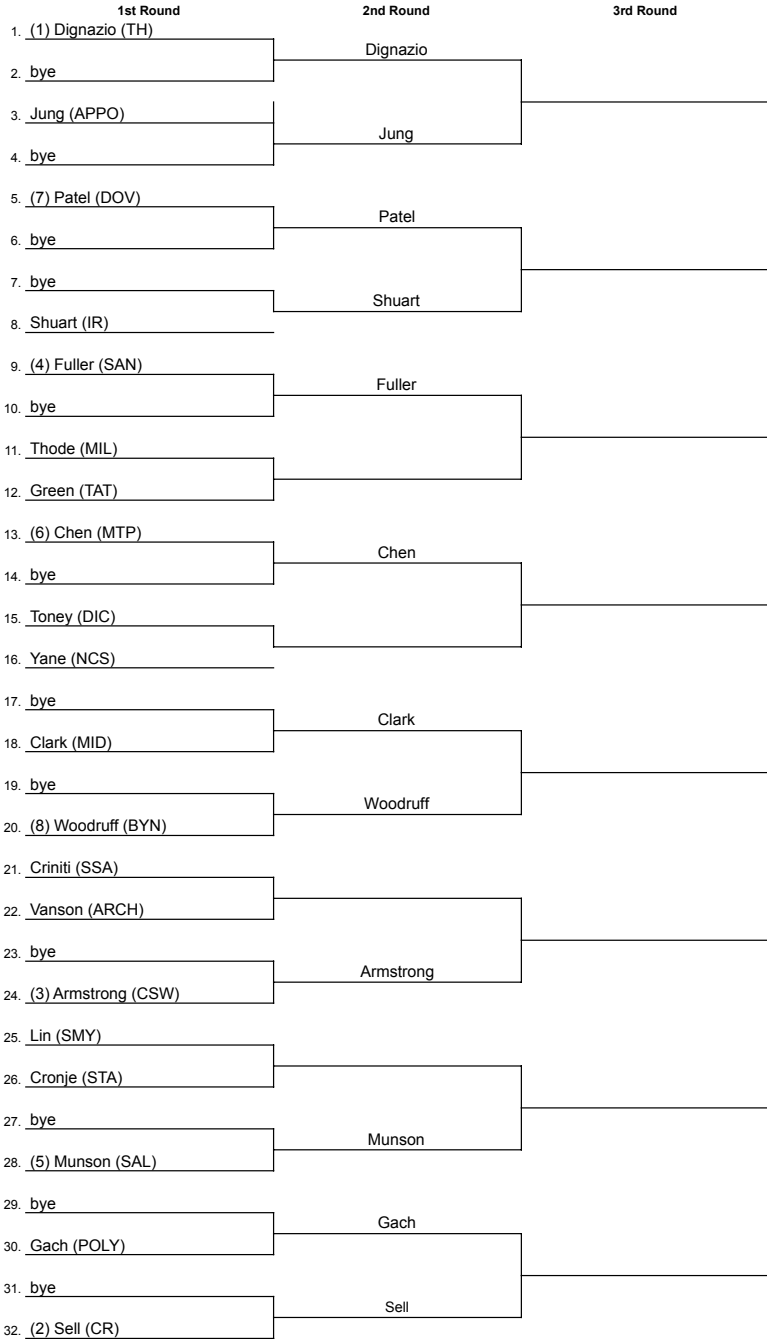 1st Round 2nd Round 3rd Round
1. (1) Dignazio (TH)
Dignazio
2. bye
3. Jung (APPO)
Jung
4. bye
5. (7) Patel (DOV)
Patel
6. bye
7. bye
Shuart
8. Shuart (IR)
9. (4) Fuller (SAN)
Fuller
10. bye
11. Thode (MIL)
12. Green (TAT)
13. (6) Chen (MTP)
Chen
14. bye
15. Toney (DIC)
16. Yane (NCS)
17. bye
Clark
18. Clark (MID)
19. bye
Woodruff
20. (8) Woodruff (BYN)
21. Criniti (SSA)
22. Vanson (ARCH)
23. bye
Armstrong
24. (3) Armstrong (CSW)
25. Lin (SMY)
26. Cronje (STA)
27. bye
Munson
28. (5) Munson (SAL)
29. bye
Gach
30. Gach (POLY)
31. bye
Sell
32. (2) Sell (CR)